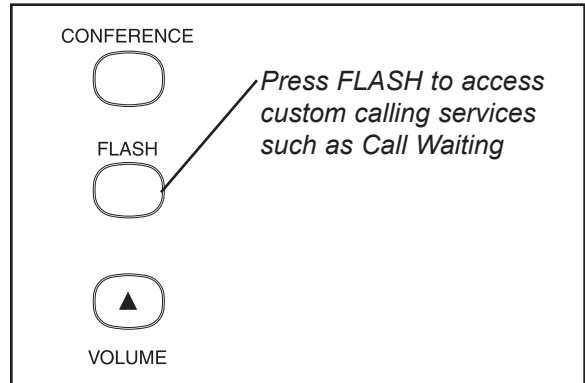 CONFERENCE
Press FLASH to access
custom calling services
such as Call Waiting
FLASH
▲
VOLUME